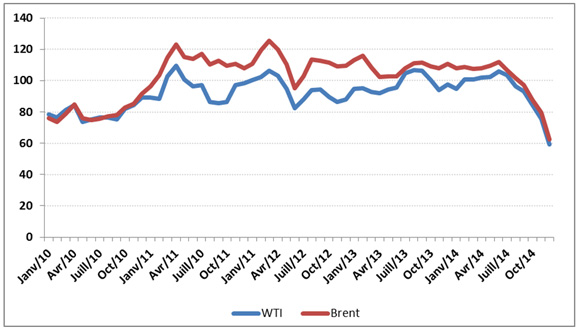 140
120
100
80
60
40
20
0
Janv/10
Avr/10
Juill/10
Oct/10
Janv/11
Avr/11
Juill/11
Oct/11
Janv/11
Avr/12
Juill/12
Oct/12
Janv/13
Avr/13
Juill/13
Oct/13
Janv/14
Avr/14
Juill/14
Oct/14
WTI
Brent